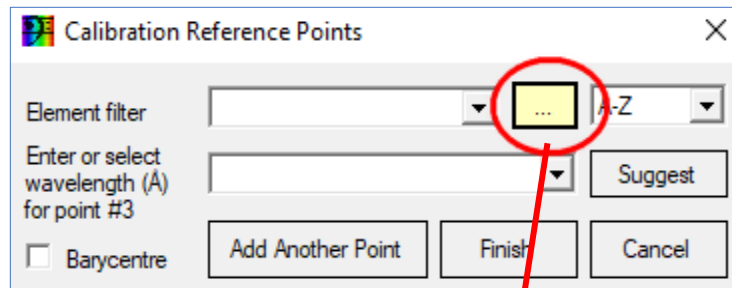 Calibration Reference Points
Element filter
...
A-Z
Enter or select
wavelength (Å)
for point #3
Suggest
Barycentre
Add Another Point
Finish
Cancel